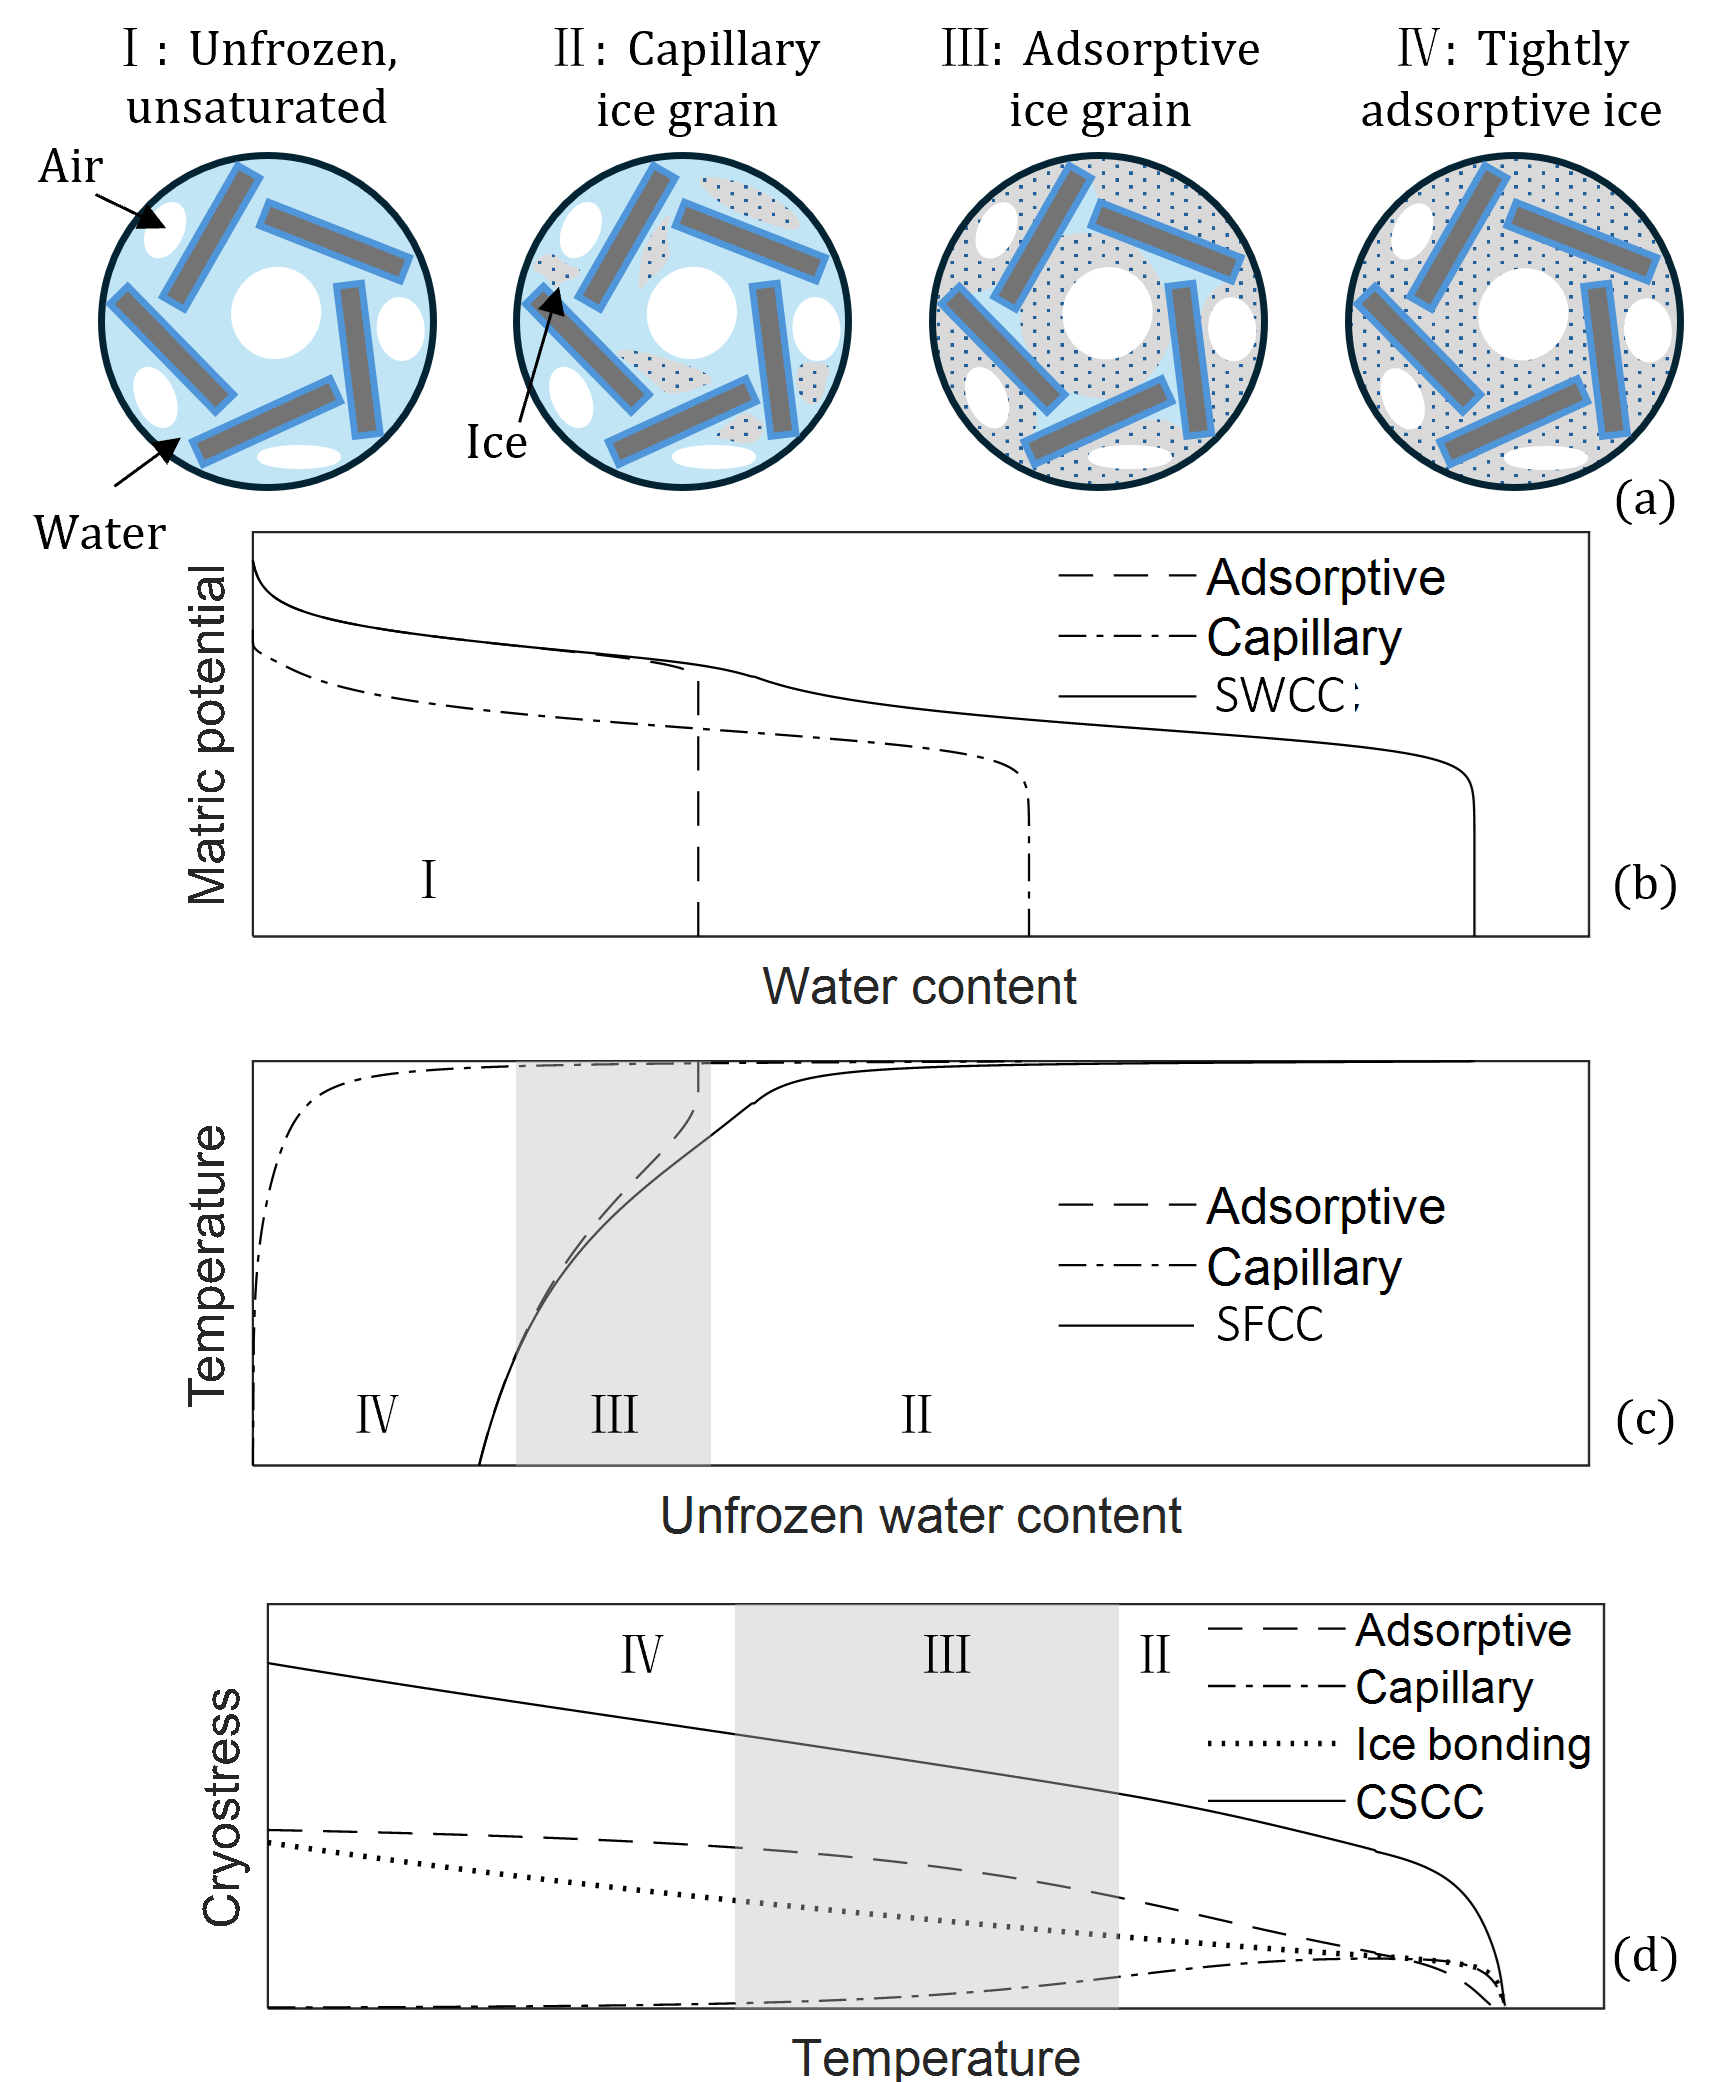 Ⅰ: Unfrozen,
unsaturated
Ⅱ: Capillary
ice grain
Ⅲ: Adsorptive
ice grain
Ⅳ: Tightly
adsorptive ice
Air
Ice
Water
(a)
Matric potential
Adsorptive
Capillary
SWCC ;
Ⅰ
(b)
Water content
Temperature
Adsorptive
Capillary
SFCC
Ⅳ
Ⅲ
Ⅱ
(c)
Unfrozen water content
Cryostress
Ⅳ
Ⅲ
Ⅱ
Adsorptive
Capillary
Ice bonding
CSCC
(d)
Temperature